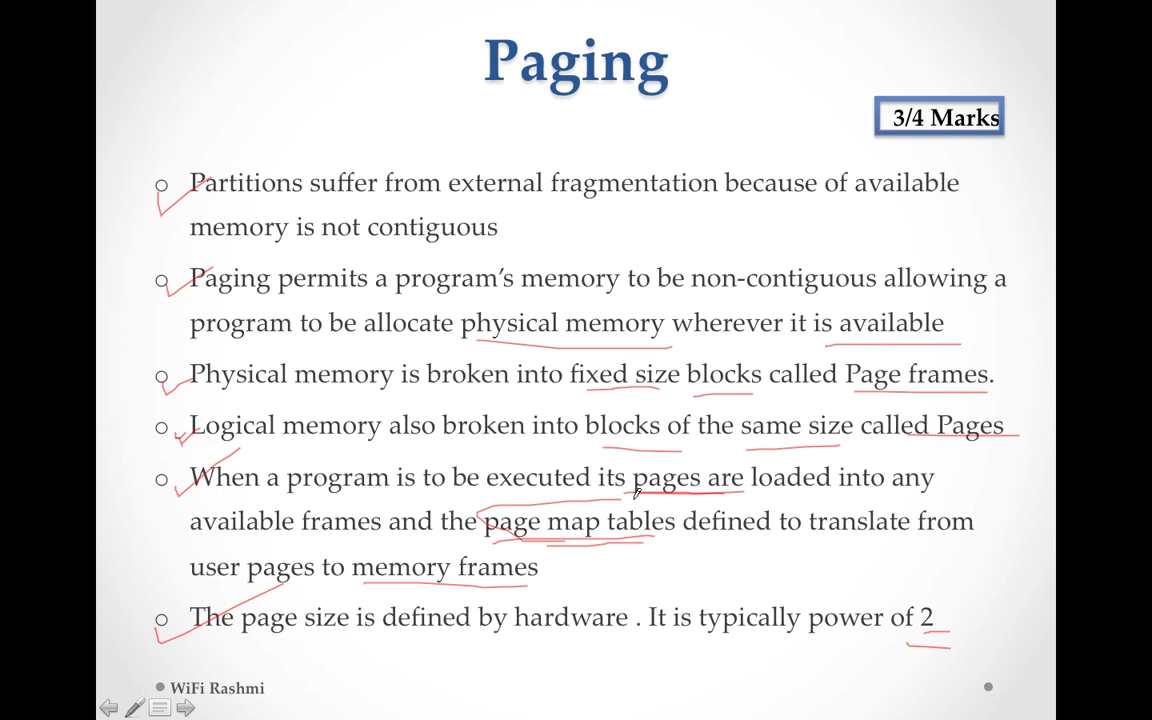 Paging
3/4 Marks
Partitions suffer from external fragmentation because of available
memory is not contiguous
Paging permits a program's memory to be non-contiguous allowing a
program to be allocate physical memory wherever it is available
Physical memory is broken into fixed size blocks called Page frames.
Logical memory also broken into blocks of the same size called Pages
When a program is to be executed its pages are loaded into any
available frames and the page map tables defined to translate from
user pages to memory frames
The page size is defined by hardware . It is typically power of 2
WiFi Rashmi